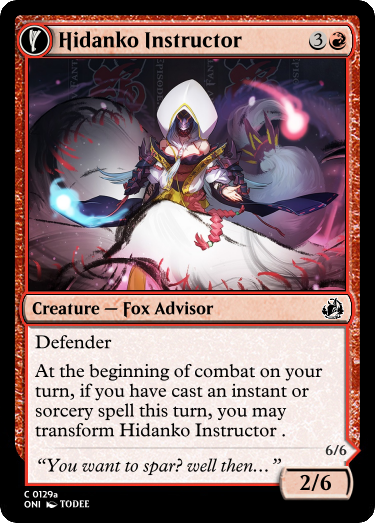 Hidanko Instructor 3
Creature — Fox Advisor
Defender
At the beginning of combat on your
turn, if you have cast an instant or
sorcery spell this turn, you may
transform Hidanko Instructor .
6/6
“You want to spar? well then…”
2/6
C 0129a
ONI TODEE